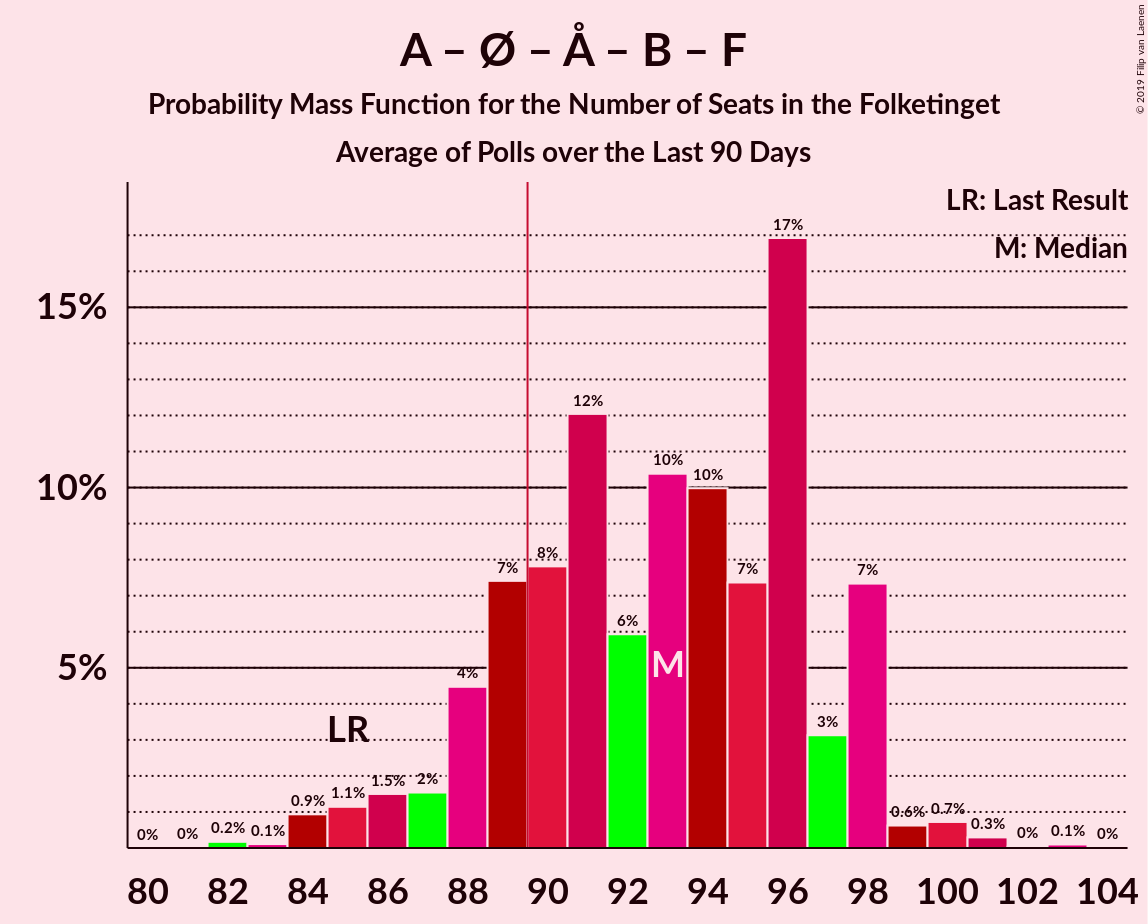 A – Ø – Å – B – F
Probability Mass Function for the Number of Seats in the Folketinget
Average of Polls over the Last 90 Days
© 2019 Filip van Laenen
LR: Last Result
M: Median
15%
10%
5%
0% 0% 0.2% 0.1% 0.9% 1.1% 1.5% 2% 4% 7% 8% 12% 6% 10% 10% 7% 17% 3% 7% 0.6% 0.7% 0.3% 0% 0.1% 0%
LR
M
80 82 84 86 88 90 92 94 96 98 100 102 104